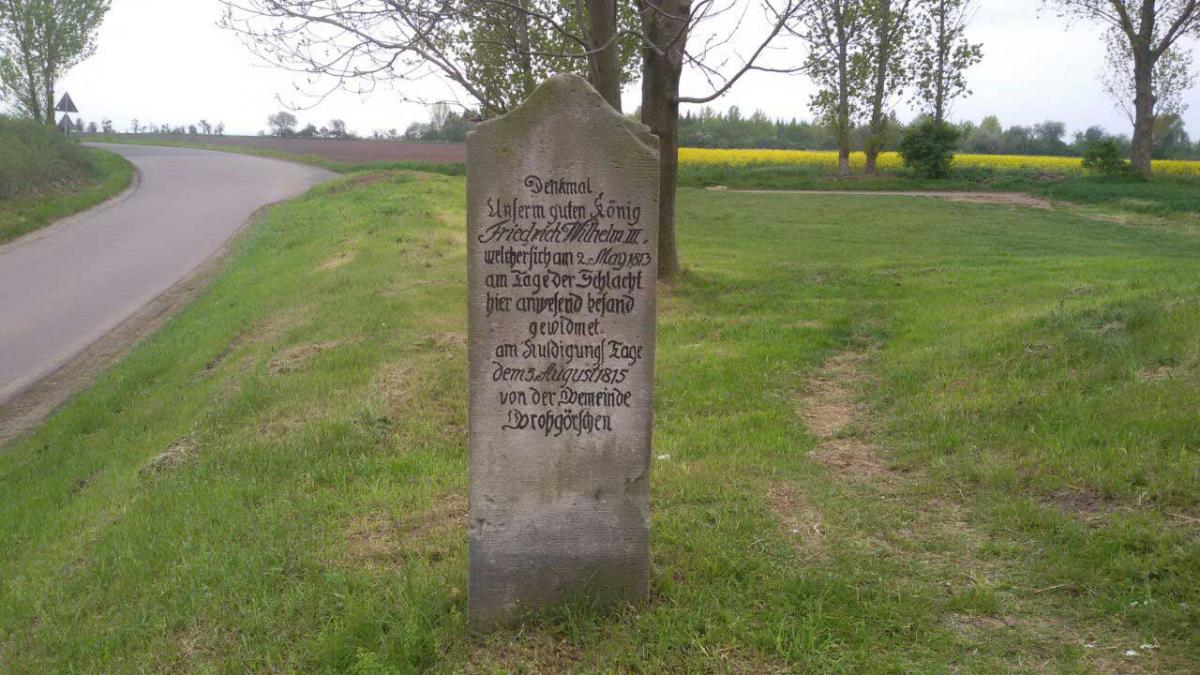 Denkmal
Unserm guten König
Friedrich Wilhelm III.
welcher sich am 2. May 1813
am Tage der Schlacht
hier anwesend befand
gewidmet.
am Huldigungs Tage
dem 5. August 1815
von der Gemeinde
Großgörschen